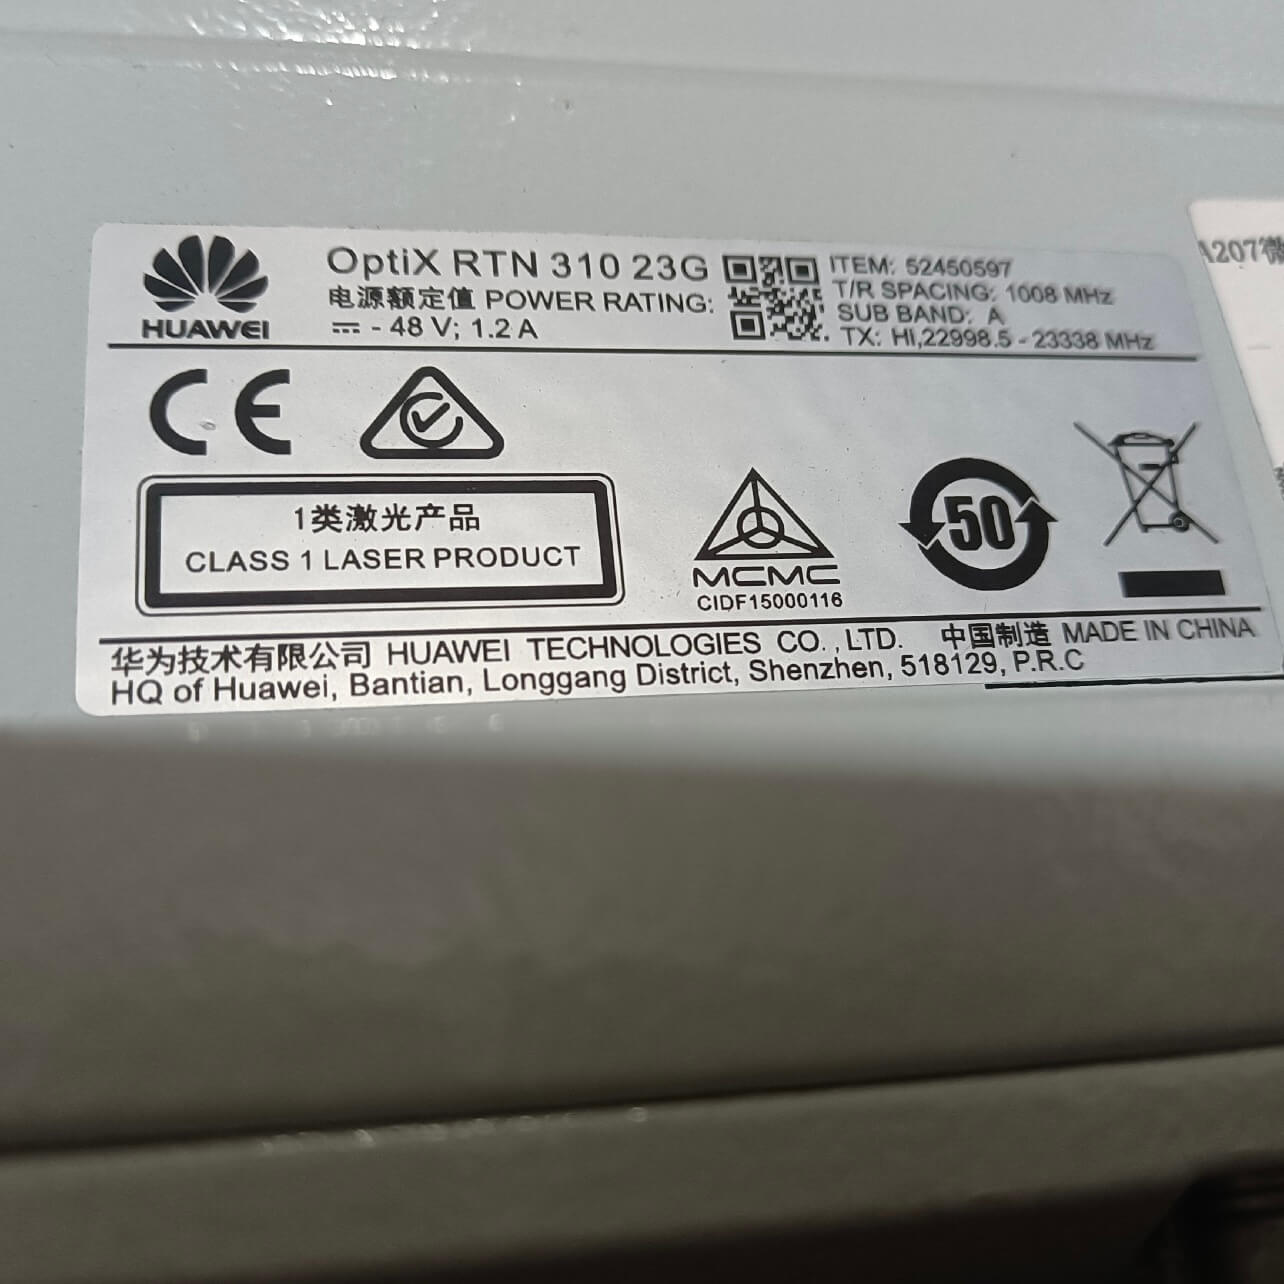 HUAWEI
OptiX RTN 310 23G
电源额定值 POWER RATING:
⎓ - 48 V; 1.2 A
ITEM: 52450597
T/R SPACING: 1008 MHz
SUB BAND: A
TX: HI,22998.5 - 23338 MHz
CE
1类激光产品
CLASS 1 LASER PRODUCT
MCMC
CIDF15000116
50
华为技术有限公司 HUAWEI TECHNOLOGIES CO., LTD. 中国制造 MADE IN CHINA
HQ of Huawei, Bantian, Longgang District, Shenzhen, 518129, P.R.C